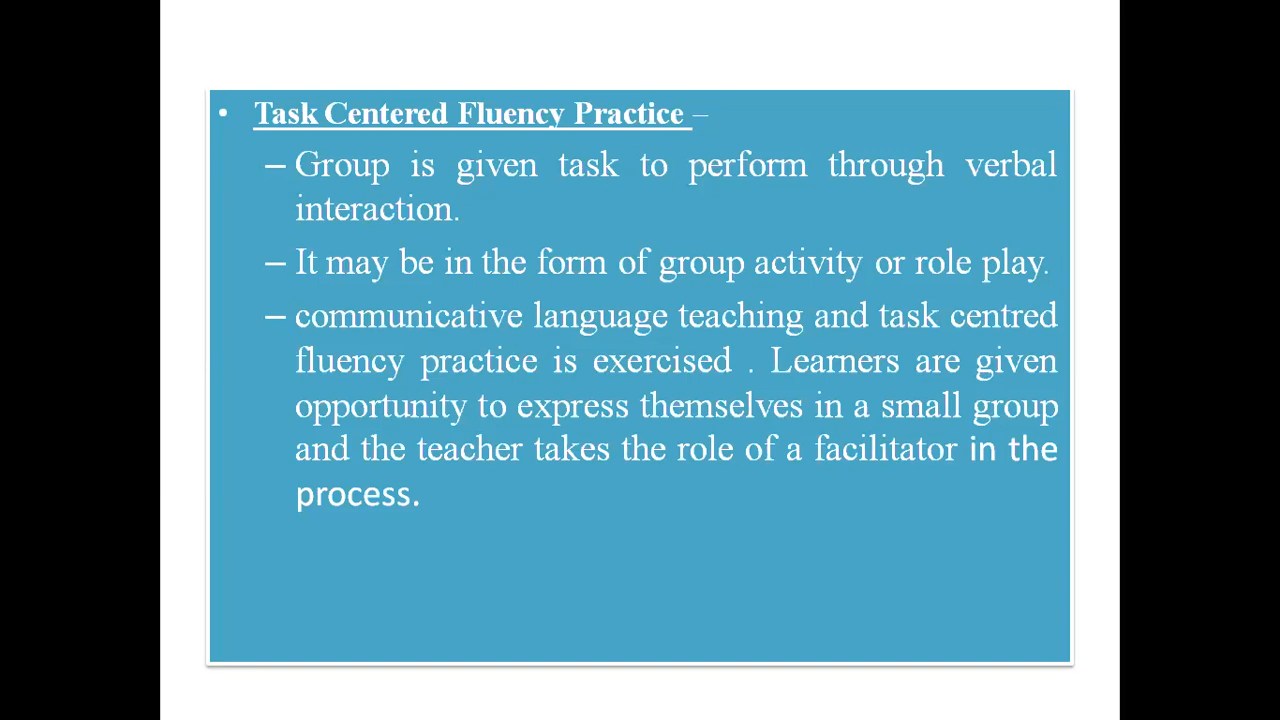 • Task Centered Fluency Practice –
– Group is given task to perform through verbal
interaction.
– It may be in the form of group activity or role play.
– communicative language teaching and task centred
fluency practice is exercised . Learners are given
opportunity to express themselves in a small group
and the teacher takes the role of a facilitator in the
process.